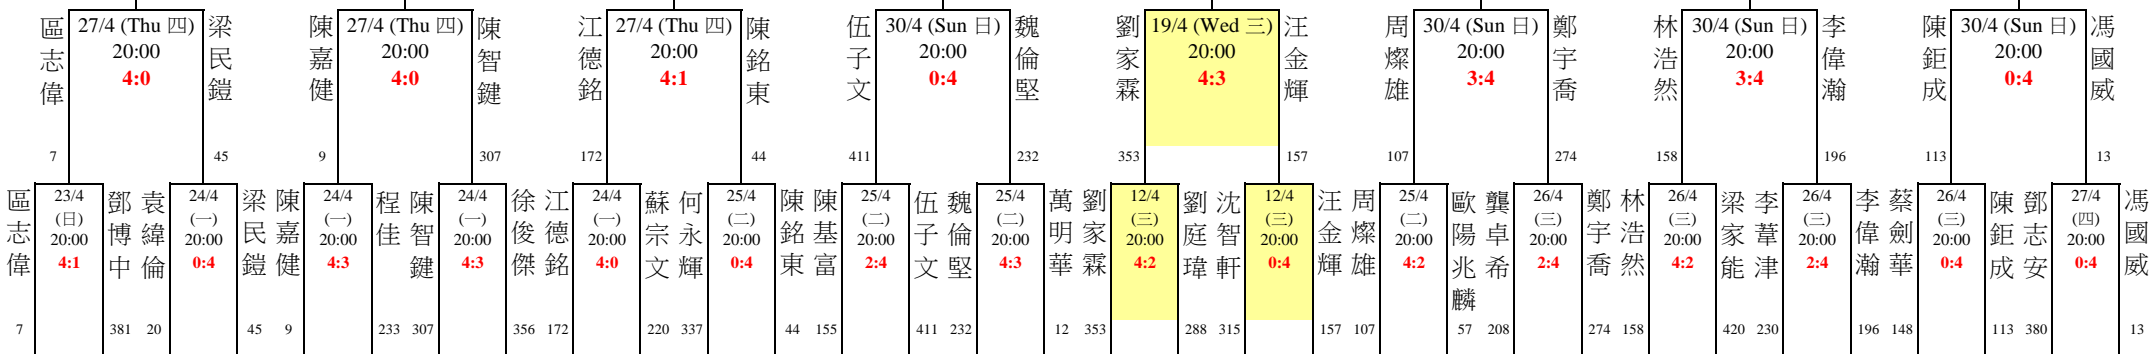 區志偉
27/4 (Thu 四)
20:00
4:0
梁民鎧
陳嘉健
27/4 (Thu 四)
20:00
4:0
陳智鍵
江德銘
27/4 (Thu 四)
20:00
4:1
陳銘東
伍子文
30/4 (Sun 日)
20:00
0:4
魏倫堅
劉家霖
19/4 (Wed 三)
20:00
4:3
汪金輝
周燦雄
30/4 (Sun 日)
20:00
3:4
鄭宇喬
林浩然
30/4 (Sun 日)
20:00
3:4
李偉瀚
陳鉅成
30/4 (Sun 日)
20:00
0:4
馮國威
7
45
9
307
172
44
411
232
353
157
107
274
158
196
113
13
區志偉
23/4
(日)
20:00
4:1
鄧博中
袁緯倫
24/4
(一)
20:00
0:4
梁民鎧
陳嘉健
24/4
(一)
20:00
4:3
程佳
陳智鍵
24/4
(一)
20:00
4:3
徐俊傑
江德銘
24/4
(一)
20:00
4:0
蘇宗文
何永輝
25/4
(二)
20:00
0:4
陳銘東
陳基富
25/4
(二)
20:00
2:4
伍子文
魏倫堅
25/4
(二)
20:00
4:3
萬明華
劉家霖
12/4
(三)
20:00
4:2
劉庭瑋
沈智軒
12/4
(三)
20:00
0:4
汪金輝
周燦雄
25/4
(二)
20:00
4:2
歐陽兆麟
龔卓希
26/4
(三)
20:00
2:4
鄭宇喬
林浩然
26/4
(三)
20:00
4:2
梁家能
李葦津
26/4
(三)
20:00
2:4
李偉瀚
蔡劍華
26/4
(三)
20:00
0:4
陳鉅成
鄧志安
27/4
(四)
20:00
0:4
馮國威
7
381
20
45
9
233
307
356
172
220
337
44
155
411
232
12
353
288
315
157
107
57
208
274
158
420
230
196
148
113
380
13